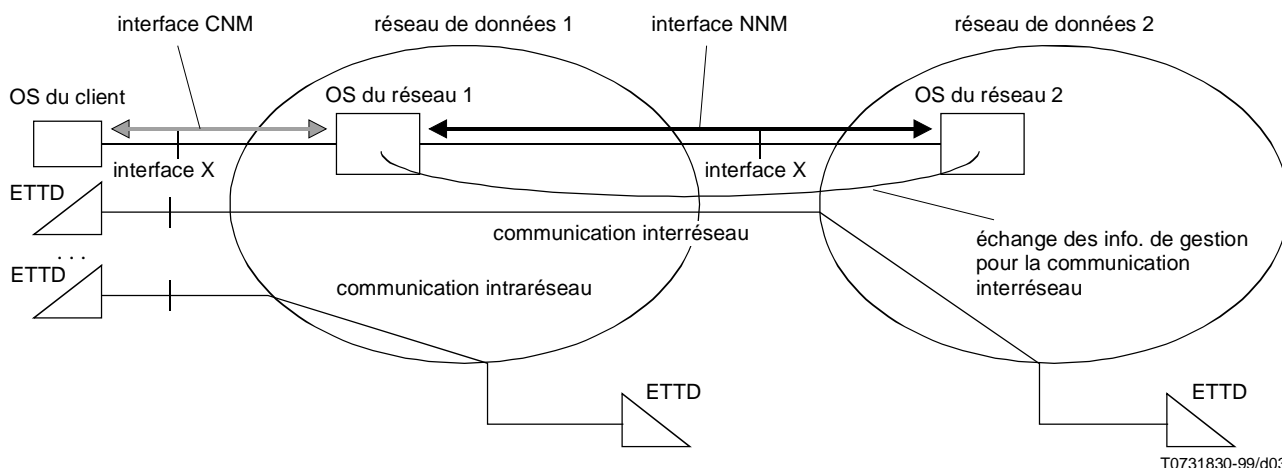 interface CNM
réseau de données 1
interface NNM
réseau de données 2
OS du client
OS du réseau 1
OS du réseau 2
interface X
interface X
ETTD
communication interréseau
échange des info. de gestion
pour la communication
interréseau
. . .
ETTD
communication intraréseau
ETTD
ETTD
T0731830-99/d03